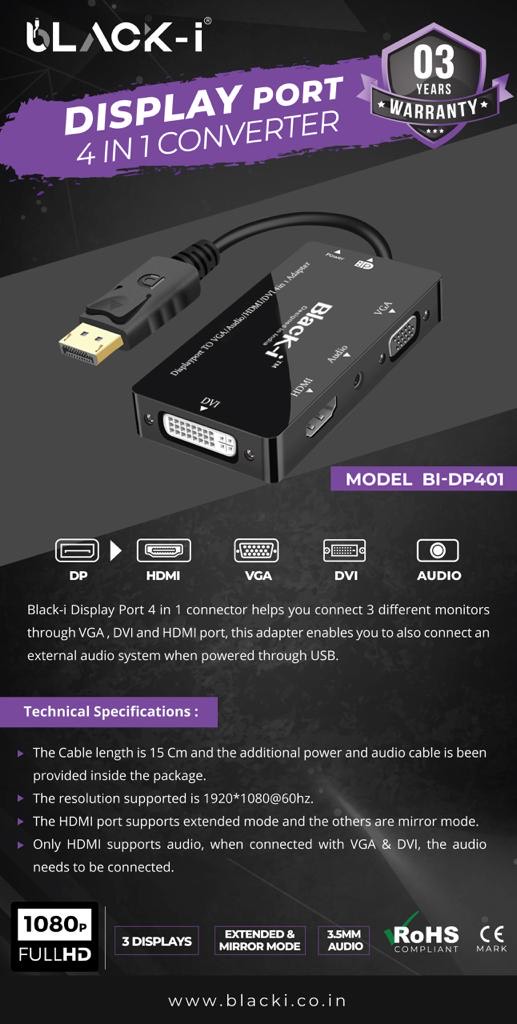 BLACK-i®
03
YEARS
WARRANTY
DISPLAY PORT
4 IN 1 CONVERTER
Power
BI
Displayport TO VGA/Audio/HDMI/DVI 4in 1 Adapter
Black-i™
Designed in India
VGA
Audio
HDMI
DVI
MODEL BI-DP401
DP HDMI VGA DVI AUDIO
Black-i Display Port 4 in 1 connector helps you connect 3 different monitors
through VGA , DVI and HDMI port, this adapter enables you to also connect an
external audio system when powered through USB.
Technical Specifications :
The Cable length is 15 Cm and the additional power and audio cable is been
provided inside the package.
The resolution supported is 1920*1080@60hz.
The HDMI port supports extended mode and the others are mirror mode.
Only HDMI supports audio, when connected with VGA & DVI, the audio
needs to be connected.
1080P
FULLHD
3 DISPLAYS
EXTENDED &
MIRROR MODE
3.5MM
AUDIO
RoHS
COMPLIANT
CE
MARK
www.blacki.co.in